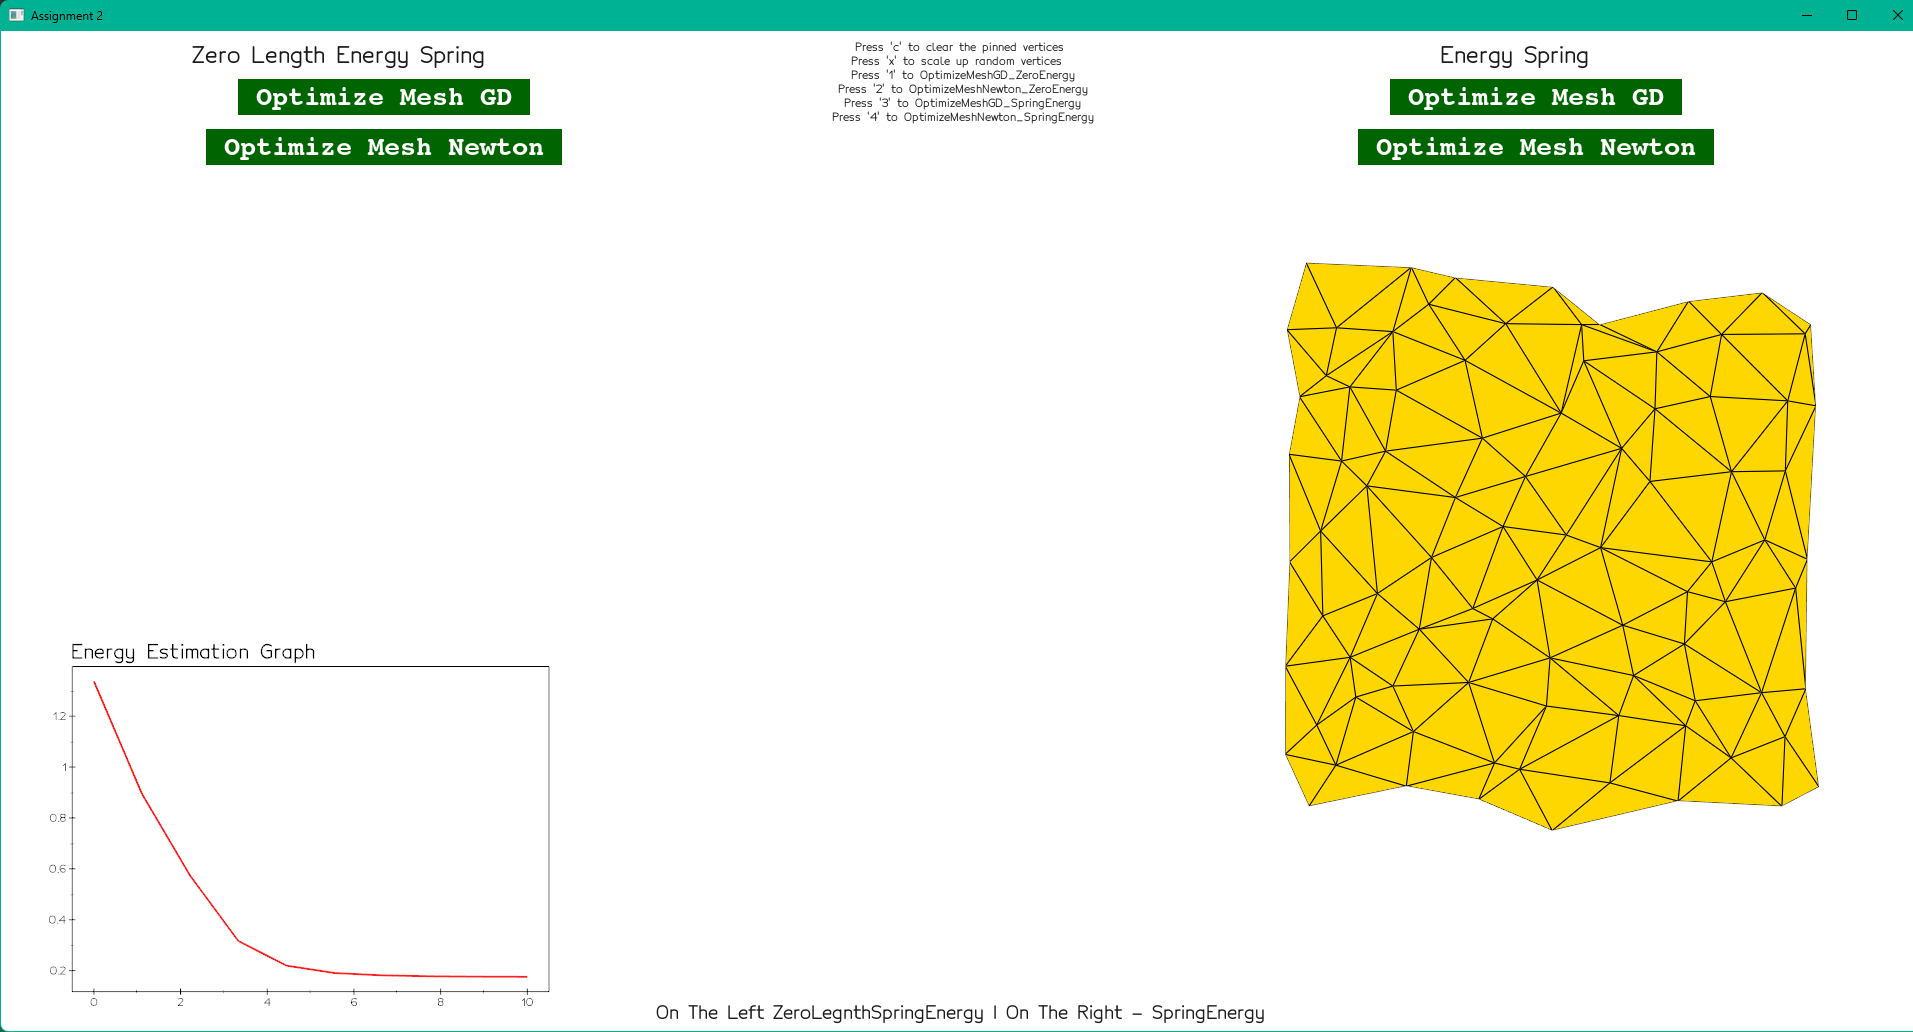 Assignment 2
Zero Length Energy Spring
Optimize Mesh GD
Optimize Mesh Newton
Press 'c' to clear the pinned vertices
Press 'x' to scale up random vertices
Press '1' to OptimizeMeshGD_ZeroEnergy
Press '2' to OptimizeMeshNewton_ZeroEnergy
Press '3' to OptimizeMeshGD_SpringEnergy
Press '4' to OptimizeMeshNewton_SpringEnergy
Energy Spring
Optimize Mesh GD
Optimize Mesh Newton
Energy Estimation Graph
1.2
1
0.8
0.6
0.4
0.2
0 2 4 6 8 10
On The Left ZeroLegnthSpringEnergy | On The Right - SpringEnergy